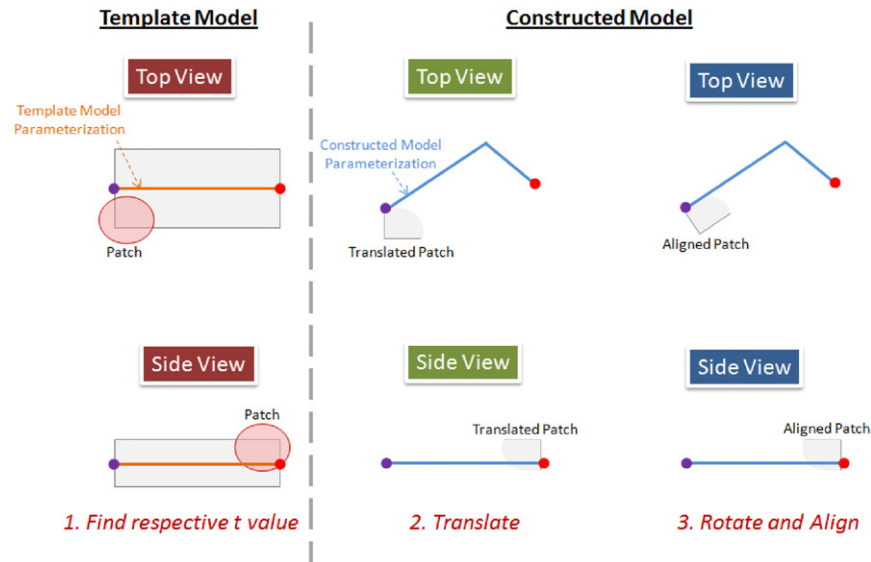 Template Model
Constructed Model
Top View
Top View
Top View
Template Model
Parameterization
Constructed Model
Parameterization
Patch
Translated Patch
Aligned Patch
Side View
Side View
Side View
Patch
Translated Patch
Aligned Patch
1. Find respective t value
2. Translate
3. Rotate and Align